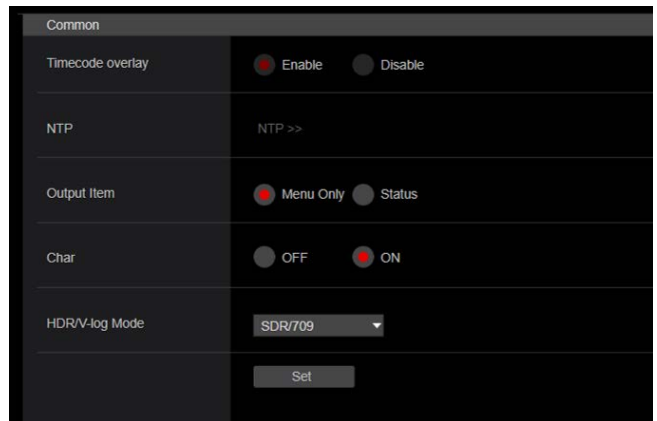 Common
Timecode overlay Enable Disable
NTP NTP >>
Output Item Menu Only Status
Char OFF ON
HDR/V-log Mode SDR/709
Set